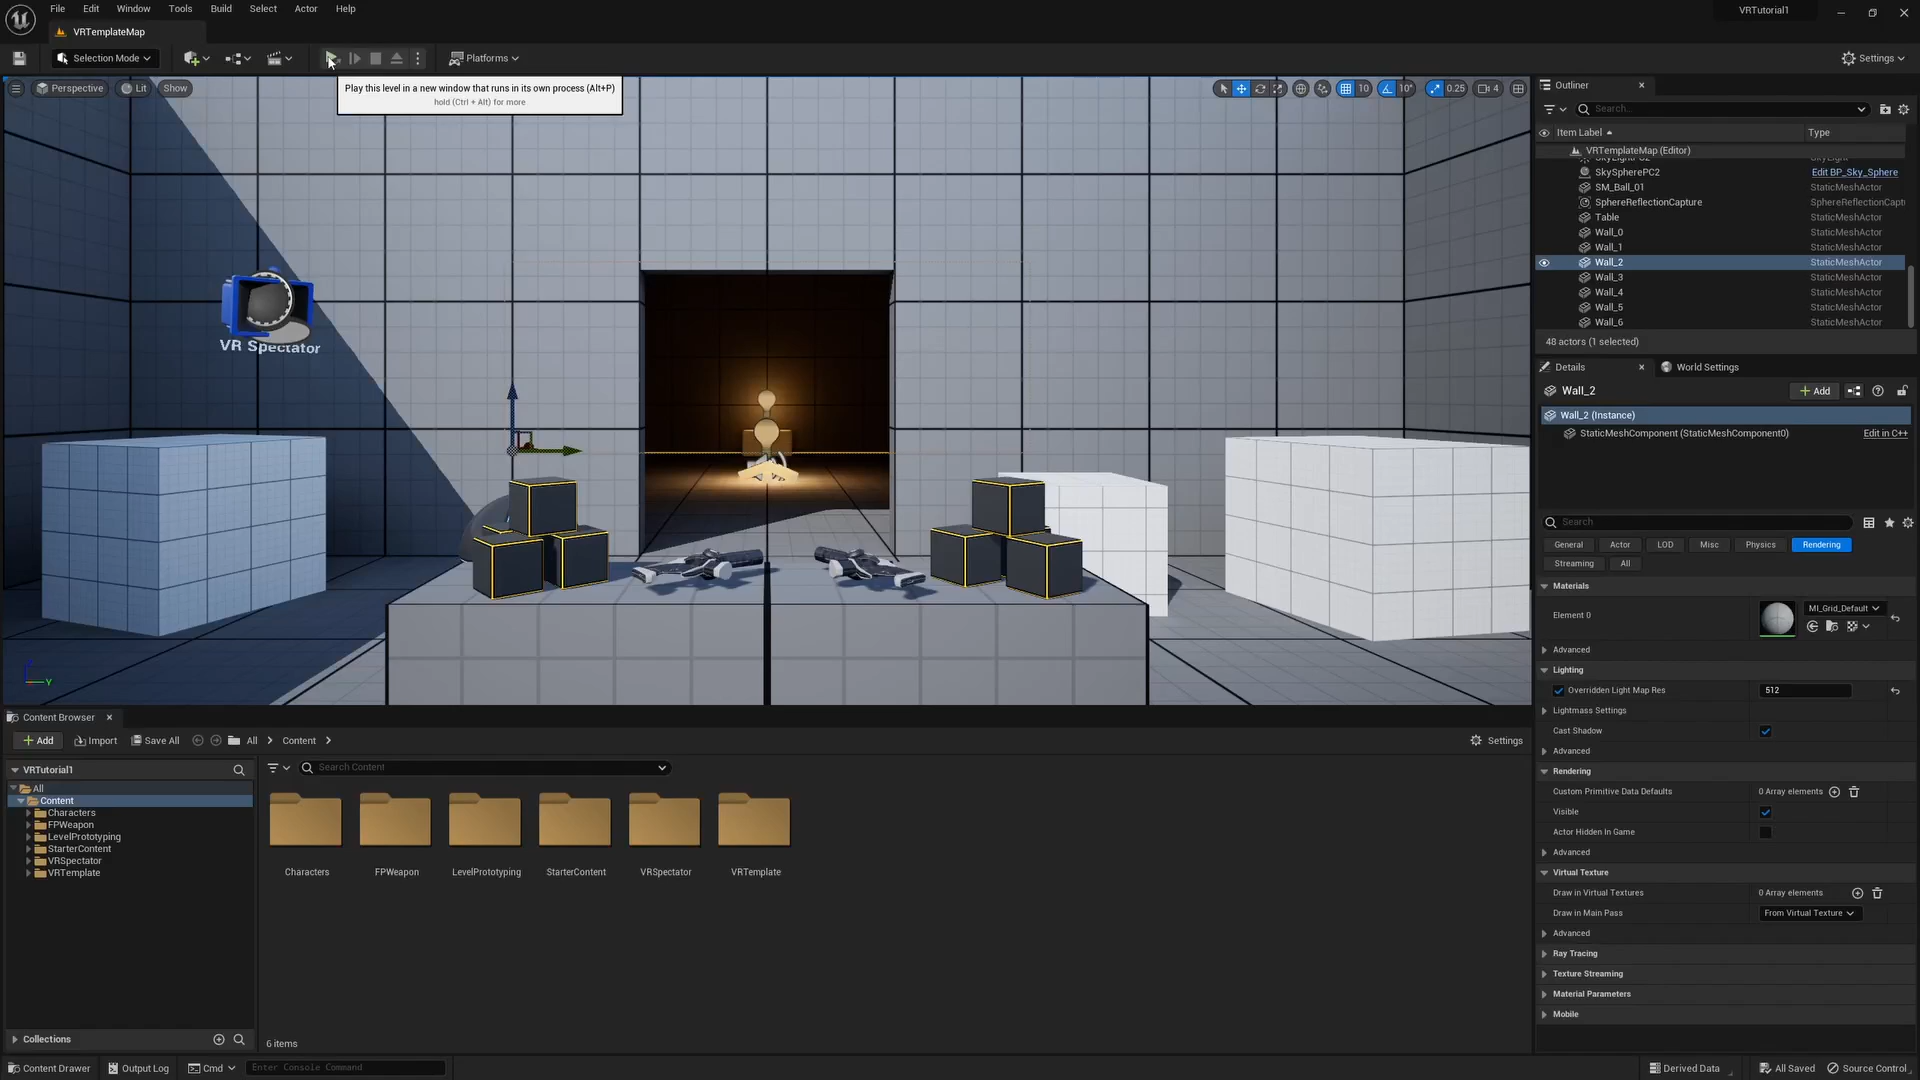 File Edit Window Tools Build Select Actor Help
VRTutorial1
VRTemplateMap
Selection Mode
Platforms
Settings
Perspective
Lit
Show
Play this level in a new window that runs in its own process (Alt+P)
hold (Ctrl + Alt) for more
10
10°
0.25
4
VR Spectator
Y
Outliner
Search...
Item Label
Type
VRTemplateMap (Editor)
SkySpherePC2 Edit BP_Sky_Sphere
SM_Ball_01 StaticMeshActor
SphereReflectionCapture SphereReflectionCaptu
Table StaticMeshActor
Wall_0 StaticMeshActor
Wall_1 StaticMeshActor
Wall_2 StaticMeshActor
Wall_3 StaticMeshActor
Wall_4 StaticMeshActor
Wall_5 StaticMeshActor
Wall_6 StaticMeshActor
48 actors (1 selected)
Details
World Settings
Wall_2
Add
Wall_2 (Instance)
StaticMeshComponent (StaticMeshComponent0) Edit in C++
Search
General Actor LOD Misc Physics Rendering
Streaming All
Materials
Element 0
MI_Grid_Default
Advanced
Lighting
Overridden Light Map Res 512
Lightmass Settings
Cast Shadow
Advanced
Rendering
Custom Primitive Data Defaults 0 Array elements
Visible
Actor Hidden In Game
Advanced
Virtual Texture
Draw in Virtual Textures 0 Array elements
Draw in Main Pass From Virtual Texture
Advanced
Ray Tracing
Texture Streaming
Material Parameters
Mobile
Content Browser
Add Import Save All All Content
Settings
VRTutorial1
All
Content
Characters
FPWeapon
LevelPrototyping
StarterContent
VRSpectator
VRTemplate
Search Content
Characters FPWeapon LevelPrototyping StarterContent VRSpectator VRTemplate
6 items
Collections
Content Drawer
Output Log
Cmd
Enter Console Command
Derived Data
All Saved
Source Control